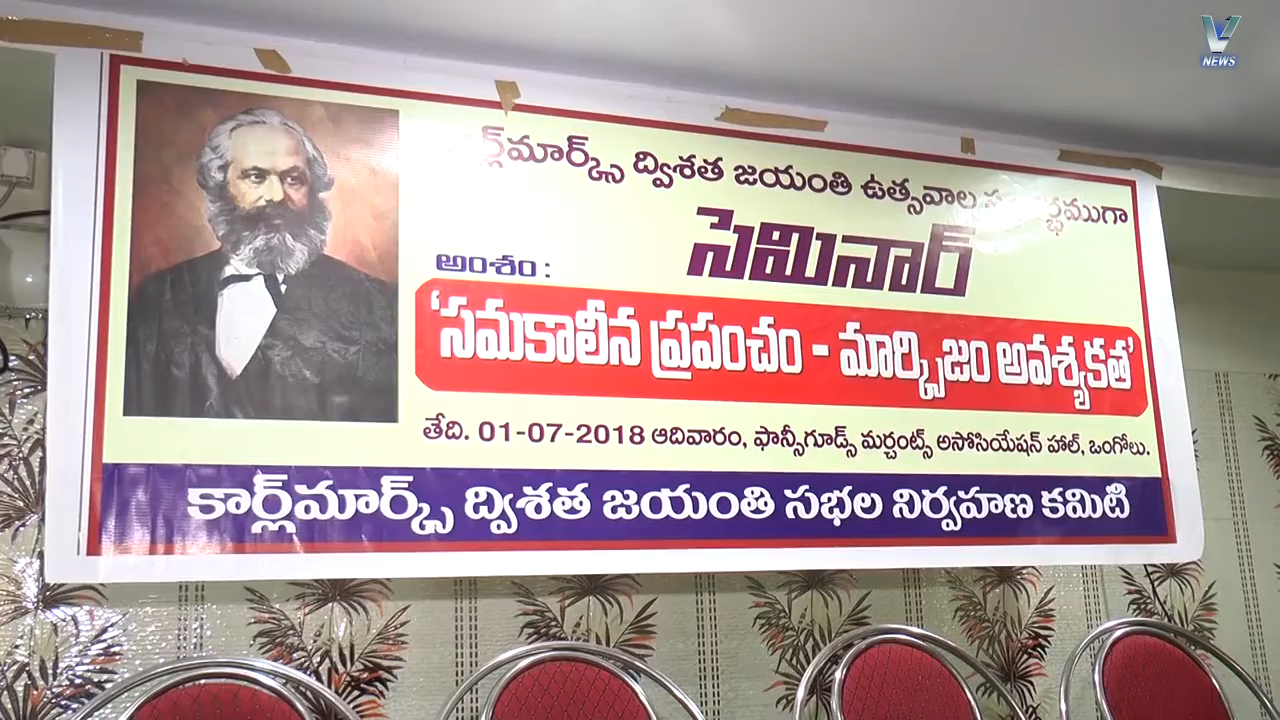 ద్విశత జయంతి ఉత్సవాల
సెమినార్
అంశం :
'సమకాలీన ప్రపంచం - మార్క్సిజం అవశ్యకత'
తేది. 01-07-2018 ఆదివారం, ఫాన్సీగూడ్స్ మర్చంట్స్ అసోసియేషన్ హాల్, ఒంగోలు.
కార్ల్‌మార్క్స్ ద్విశత జయంతి సభల నిర్వహణ కమిటి
V NEWS